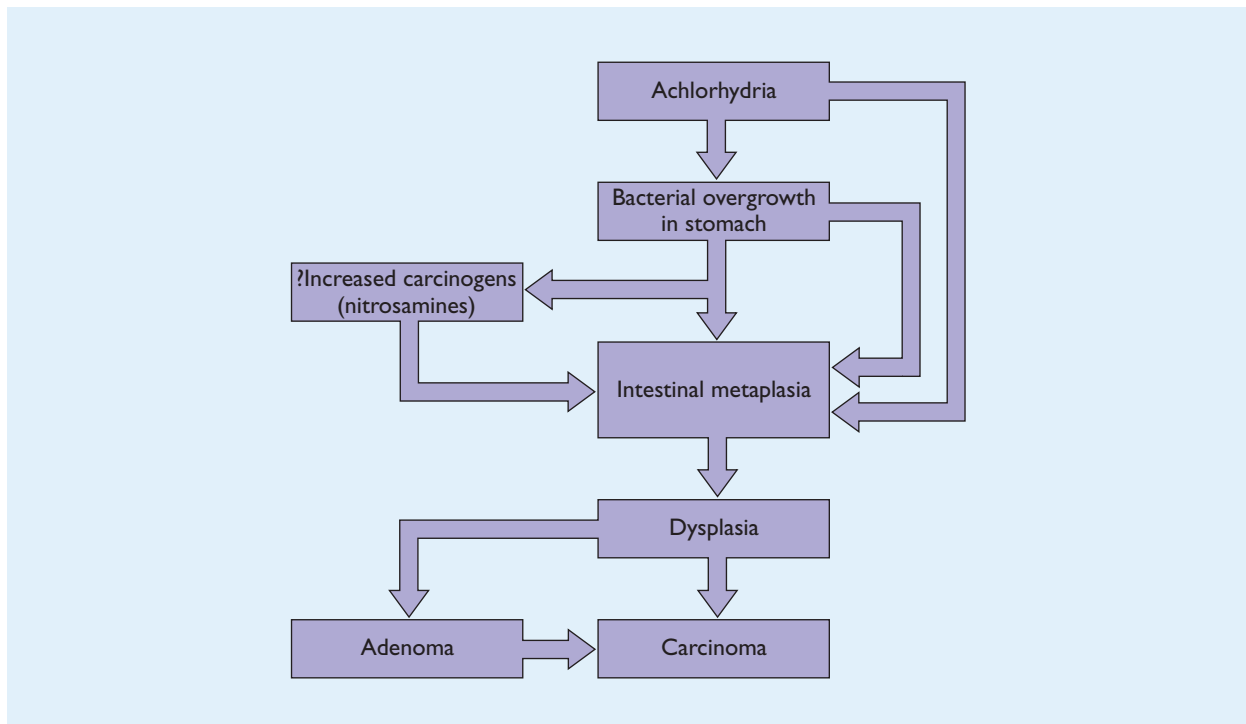 Achlorhydria
Bacterial overgrowth
in stomach
?Increased carcinogens
(nitrosamines)
Intestinal metaplasia
Dysplasia
Adenoma
Carcinoma